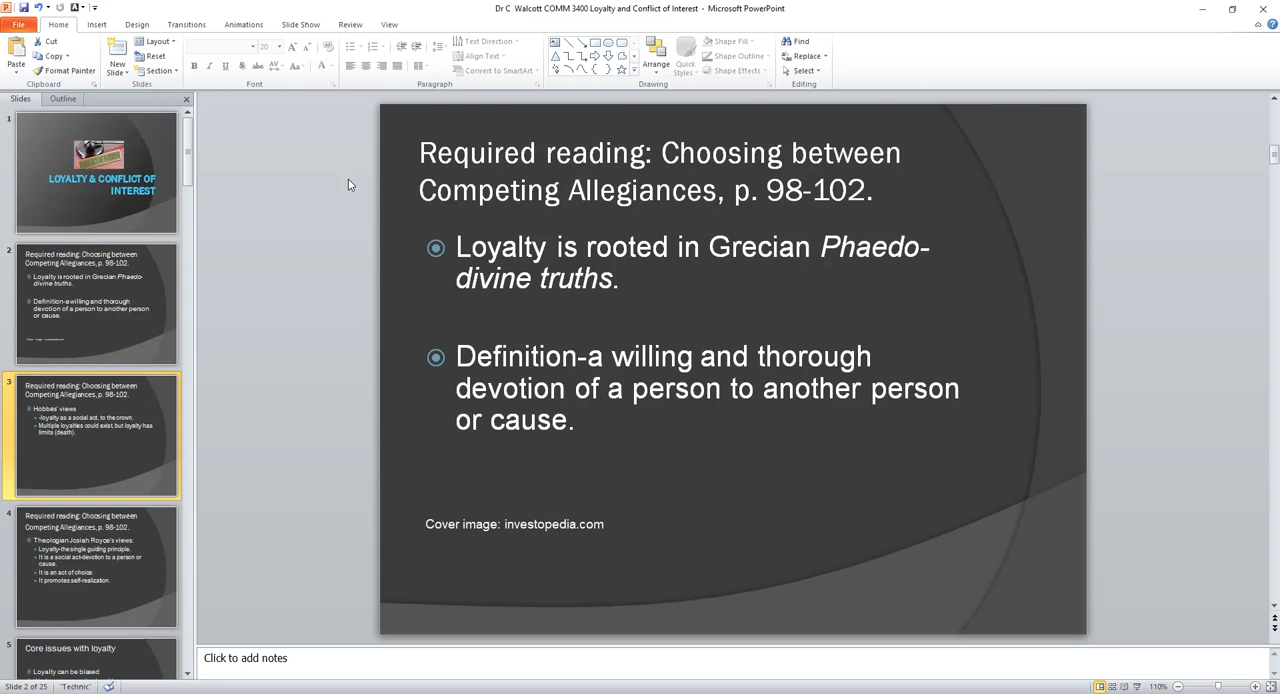 Dr C Walcott COMM 3400 Loyalty and Conflict of Interest - Microsoft PowerPoint
File Home Insert Design Transitions Animations Slide Show Review View
Paste
Cut
Copy
Format Painter
Clipboard
New
Slide
Layout
Reset
Section
Slides
20
Font
Text Direction
Align Text
Convert to SmartArt
Paragraph
Arrange
Quick
Styles
Shape Fill
Shape Outline
Shape Effects
Drawing
Find
Replace
Select
Editing
Slides Outline
1
LOYALTY & CONFLICT OF
INTEREST
2
Required reading: Choosing between
Competing Allegiances, p. 98-102.
Loyalty is rooted in Grecian Phaedo-
divine truths.
Definition-a willing and thorough
devotion of a person to another person
or cause.
3
Required reading: Choosing between
Competing Allegiances, p. 98-102.
Hobbes' views
-loyalty as a social act, to the crown.
Multiple loyalties could exist, but loyalty has
limits (death).
4
Required reading: Choosing between
Competing Allegiances, p. 98-102.
Theologian Josiah Royce's views:
Loyalty-the single guiding principle.
It is a social act-devotion to a person or
cause.
It is an act of choice.
It promotes self-realization.
5
Core issues with loyalty
Loyalty can be biased
Required reading: Choosing between
Competing Allegiances, p. 98-102.
Loyalty is rooted in Grecian Phaedo-
divine truths.
Definition-a willing and thorough
devotion of a person to another person
or cause.
Cover image: investopedia.com
Click to add notes
Slide 2 of 25 "Technic" 110%